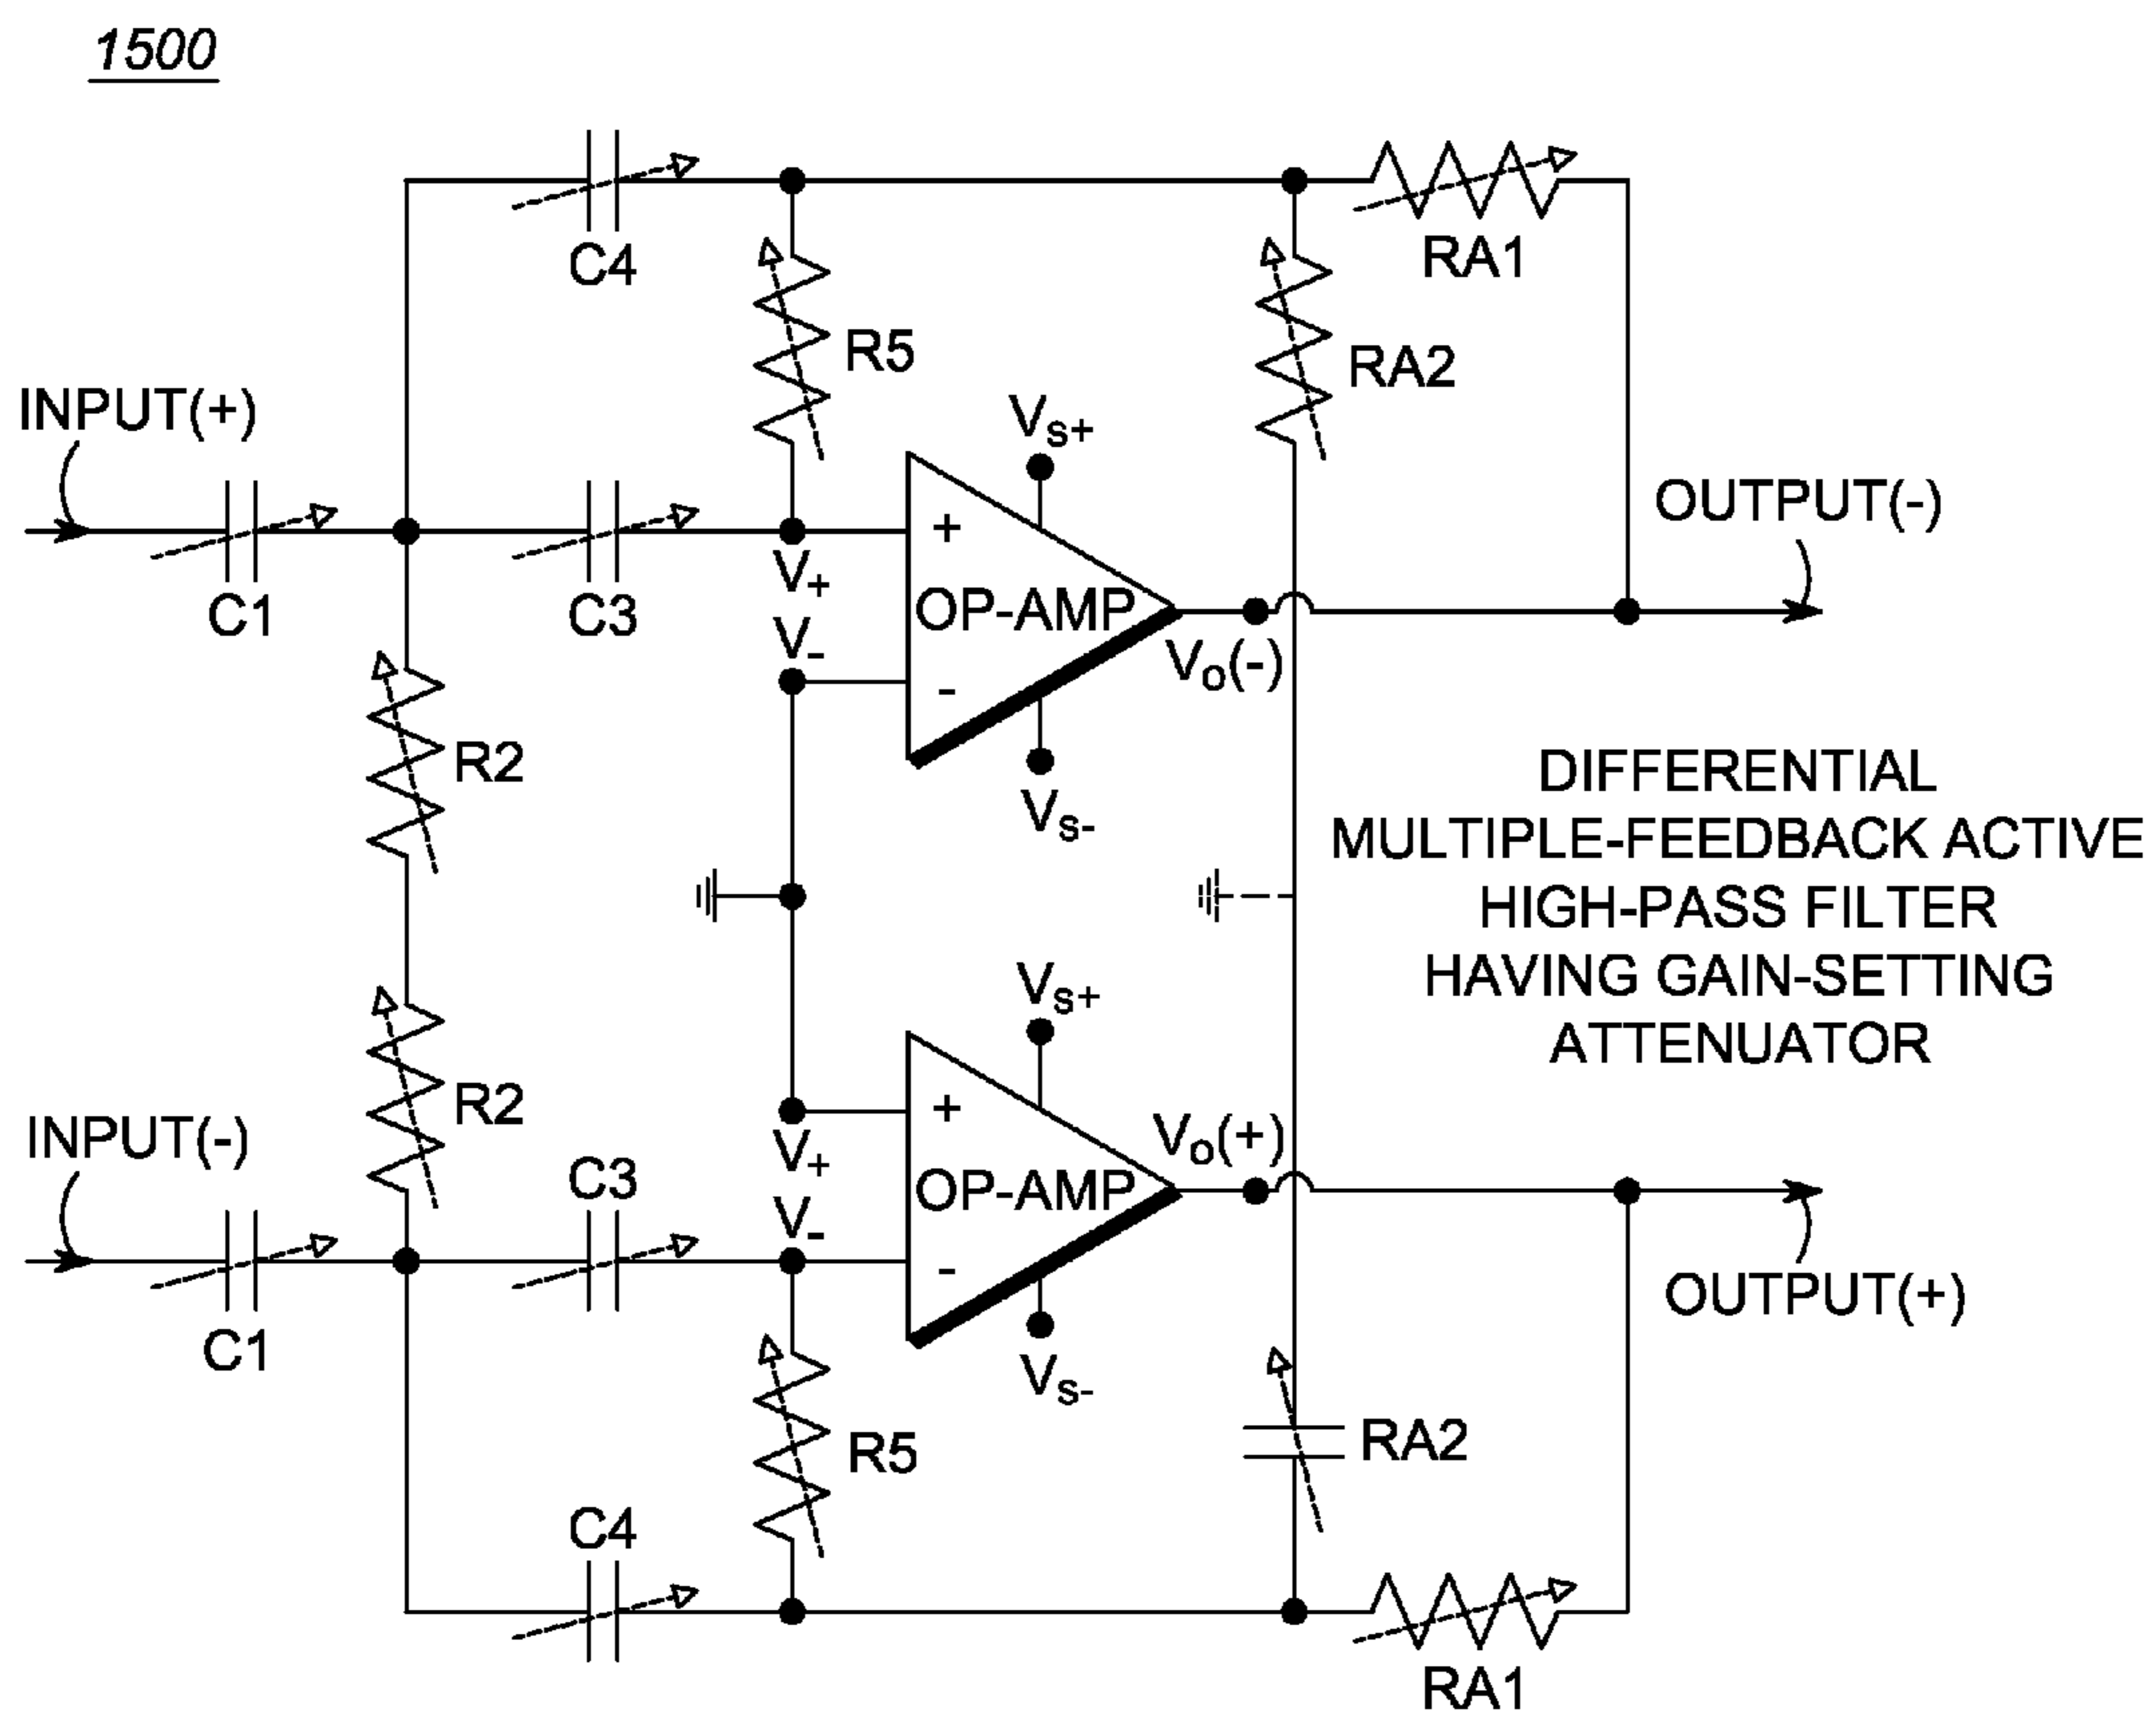 1500
C4
RA1
R5
RA2
INPUT(+)
VS+
OUTPUT(-)
+
C1
C3
V+
OP-AMP
V-
-
VO(-)
R2
VS-
DIFFERENTIAL
MULTIPLE-FEEDBACK ACTIVE
HIGH-PASS FILTER
HAVING GAIN-SETTING
ATTENUATOR
VS+
R2
INPUT(-)
+
VO(+)
C3
V+
OP-AMP
V-
-
C1
OUTPUT(+)
VS-
R5
RA2
C4
RA1